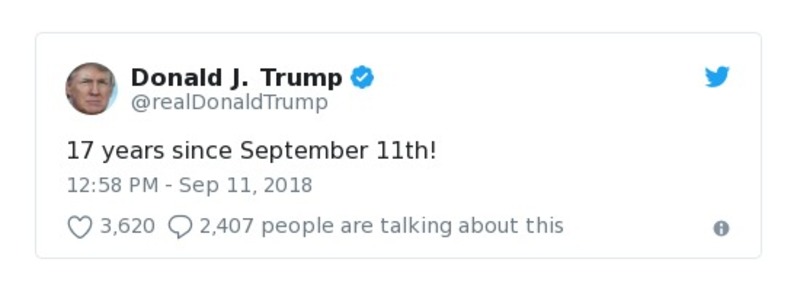 Donald J. Trump
@realDonaldTrump
17 years since September 11th!
12:58 PM - Sep 11, 2018
3,620 2,407 people are talking about this